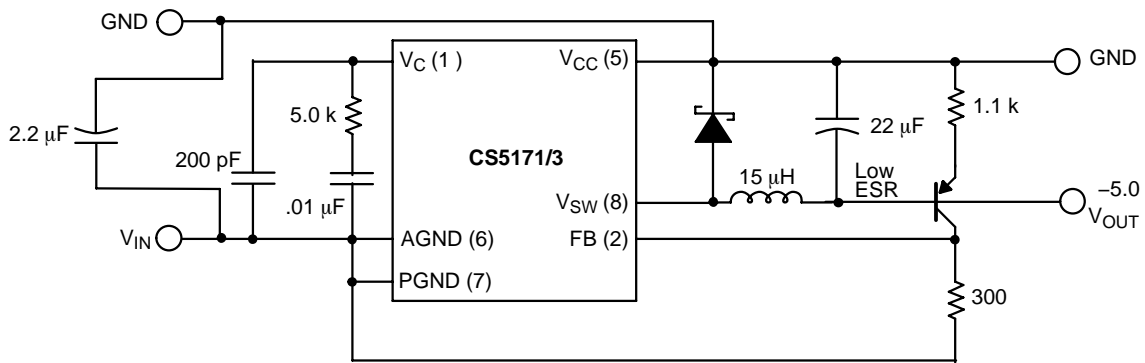 GND
V_C (1 )
V_CC (5)
GND
5.0 k
1.1 k
2.2 μF
22 μF
CS5171/3
200 pF
15 μH
Low
ESR
−5.0
V_OUT
.01 μF
V_SW (8)
V_IN
AGND (6)
FB (2)
PGND (7)
300